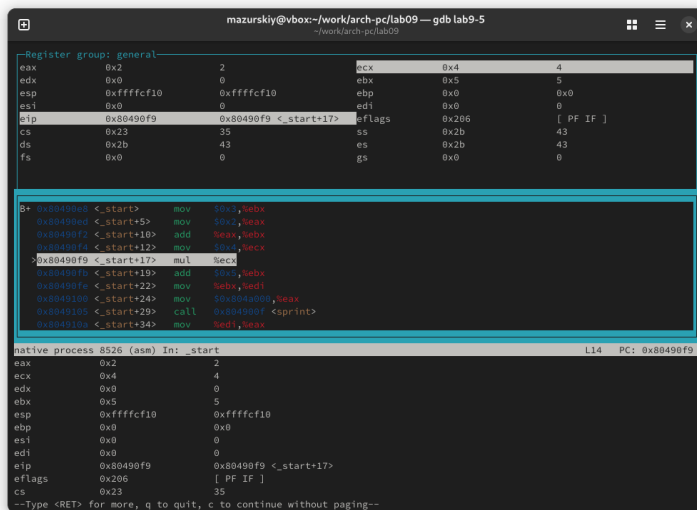 mazurskiy@vbox:~/work/arch-pc/lab09 — gdb lab9-5
~/work/arch-pc/lab09
Register group: general
eax 0x2 2 ecx 0x4 4
edx 0x0 0 ebx 0x5 5
esp 0xffffcf10 0xffffcf10 ebp 0x0 0x0
esi 0x0 0 edi 0x0 0
eip 0x80490f9 0x80490f9 <_start+17> eflags 0x206 [ PF IF ]
cs 0x23 35 ss 0x2b 43
ds 0x2b 43 es 0x2b 43
fs 0x0 0 gs 0x0 0
B+ 0x80490e8 <_start> mov $0x3,%ebx
0x80490ed <_start+5> mov $0x2,%eax
0x80490f2 <_start+10> add %eax,%ebx
0x80490f4 <_start+12> mov $0x4,%ecx
>0x80490f9 <_start+17> mul %ecx
0x80490fb <_start+19> add $0x5,%ebx
0x80490fe <_start+22> mov %ebx,%edi
0x8049100 <_start+24> mov $0x804a000,%eax
0x8049105 <_start+29> call 0x804900f <sprint>
0x804910a <_start+34> mov %edi,%eax
native process 8526 (asm) In: _start L14 PC: 0x80490f9
eax 0x2 2
ecx 0x4 4
edx 0x0 0
ebx 0x5 5
esp 0xffffcf10 0xffffcf10
ebp 0x0 0x0
esi 0x0 0
edi 0x0 0
eip 0x80490f9 0x80490f9 <_start+17>
eflags 0x206 [ PF IF ]
cs 0x23 35
--Type <RET> for more, q to quit, c to continue without paging--